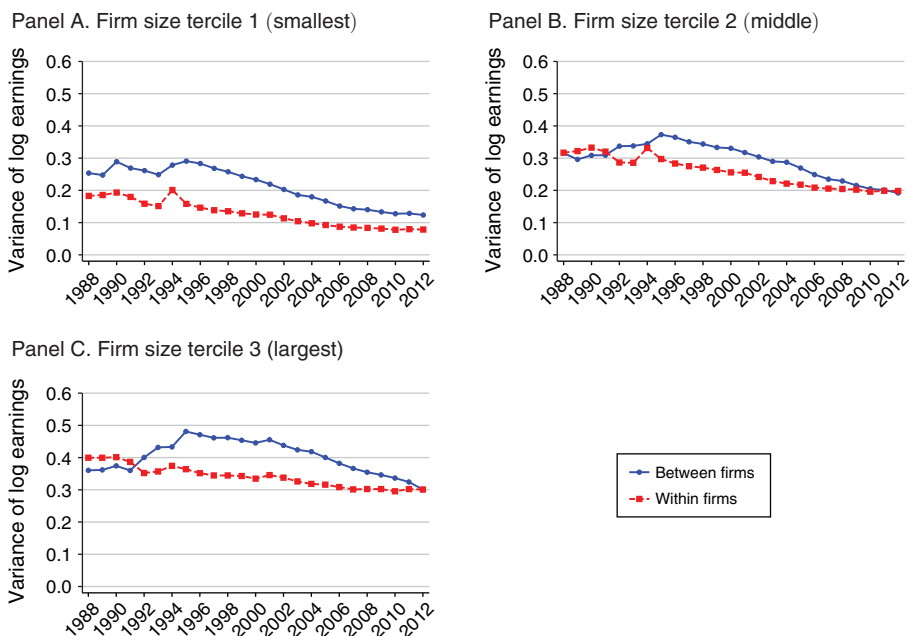 Panel A. Firm size tercile 1 (smallest)
Variance of log earnings
0.6
0.5
0.4
0.3
0.2
0.1
0.0
1988 1990 1992 1994 1996 1998 2000 2002 2004 2006 2008 2010 2012
Panel B. Firm size tercile 2 (middle)
Variance of log earnings
0.6
0.5
0.4
0.3
0.2
0.1
0.0
1988 1990 1992 1994 1996 1998 2000 2002 2004 2006 2008 2010 2012
Panel C. Firm size tercile 3 (largest)
Variance of log earnings
0.6
0.5
0.4
0.3
0.2
0.1
0.0
1988 1990 1992 1994 1996 1998 2000 2002 2004 2006 2008 2010 2012
Between firms
Within firms